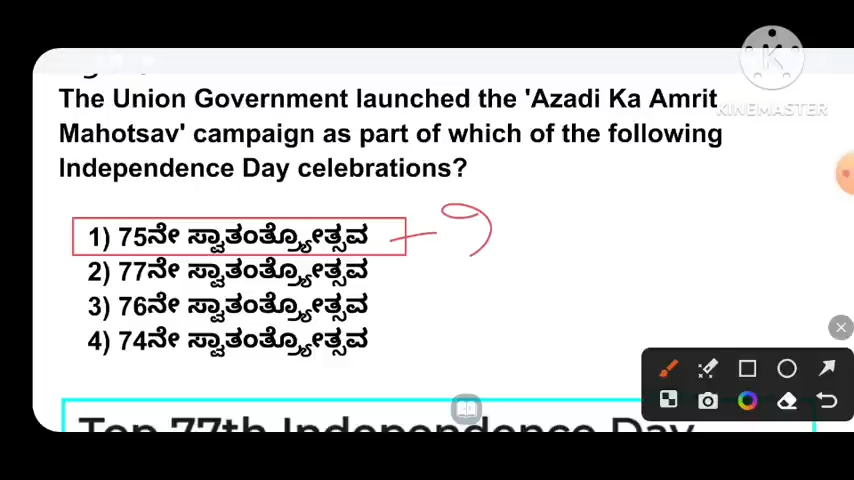 KINEMASTER
The Union Government launched the 'Azadi Ka Amrit
Mahotsav' campaign as part of which of the following
Independence Day celebrations?
1) 75ನೇ ಸ್ವಾತಂತ್ರ್ಯೋತ್ಸವ
2) 77ನೇ ಸ್ವಾತಂತ್ರ್ಯೋತ್ಸವ
3) 76ನೇ ಸ್ವಾತಂತ್ರ್ಯೋತ್ಸವ
4) 74ನೇ ಸ್ವಾತಂತ್ರ್ಯೋತ್ಸವ
Top 77th Independence Day